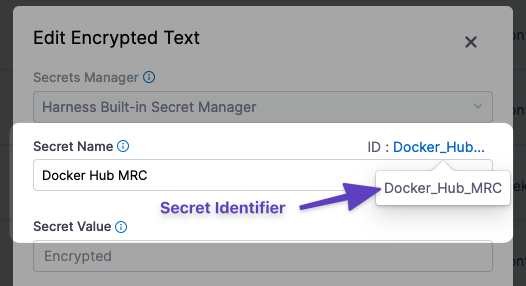 Edit Encrypted Text
Secrets Manager
Harness Built-in Secret Manager
Secret Name
ID : Docker_Hub...
Docker Hub MRC
Docker_Hub_MRC
Secret Identifier
Secret Value
Encrypted